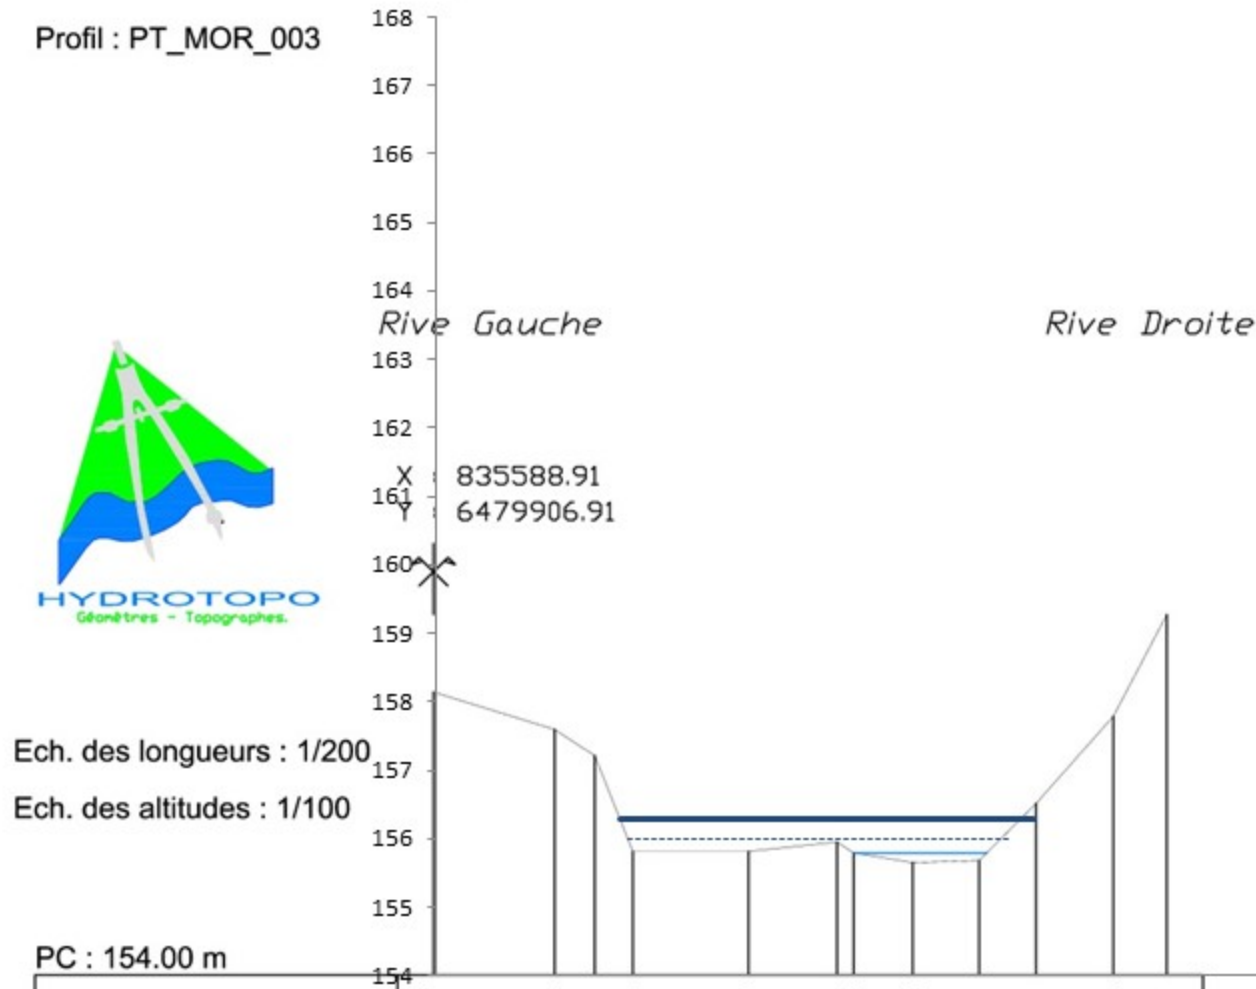 Profil : PT_MOR_003
168
167
166
165
164
Rive Gauche
Rive Droite
163
162
X : 835588.91
161
Y : 6479906.91
160
HYDROTOPO
Géomètres - Topographes.
159
158
Ech. des longueurs : 1/200
157
Ech. des altitudes : 1/100
156
155
PC : 154.00 m
154